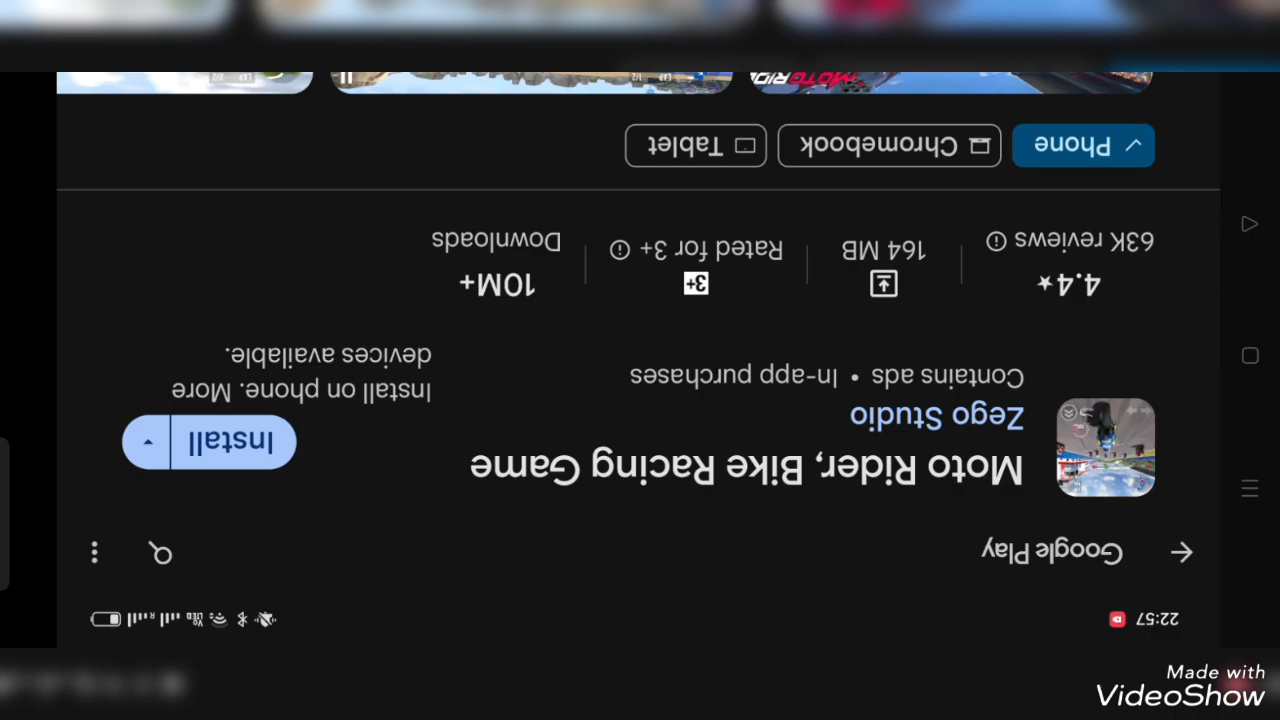 22:57
Google Play
Moto Rider, Bike Racing Game
Zego Studio
Contains ads • In-app purchases
Install
Install on phone. More
devices available.
4.4★
63K reviews
164 MB
3+
Rated for 3+
10M+
Downloads
Phone
Chromebook
Tablet
Made with
VideoShow